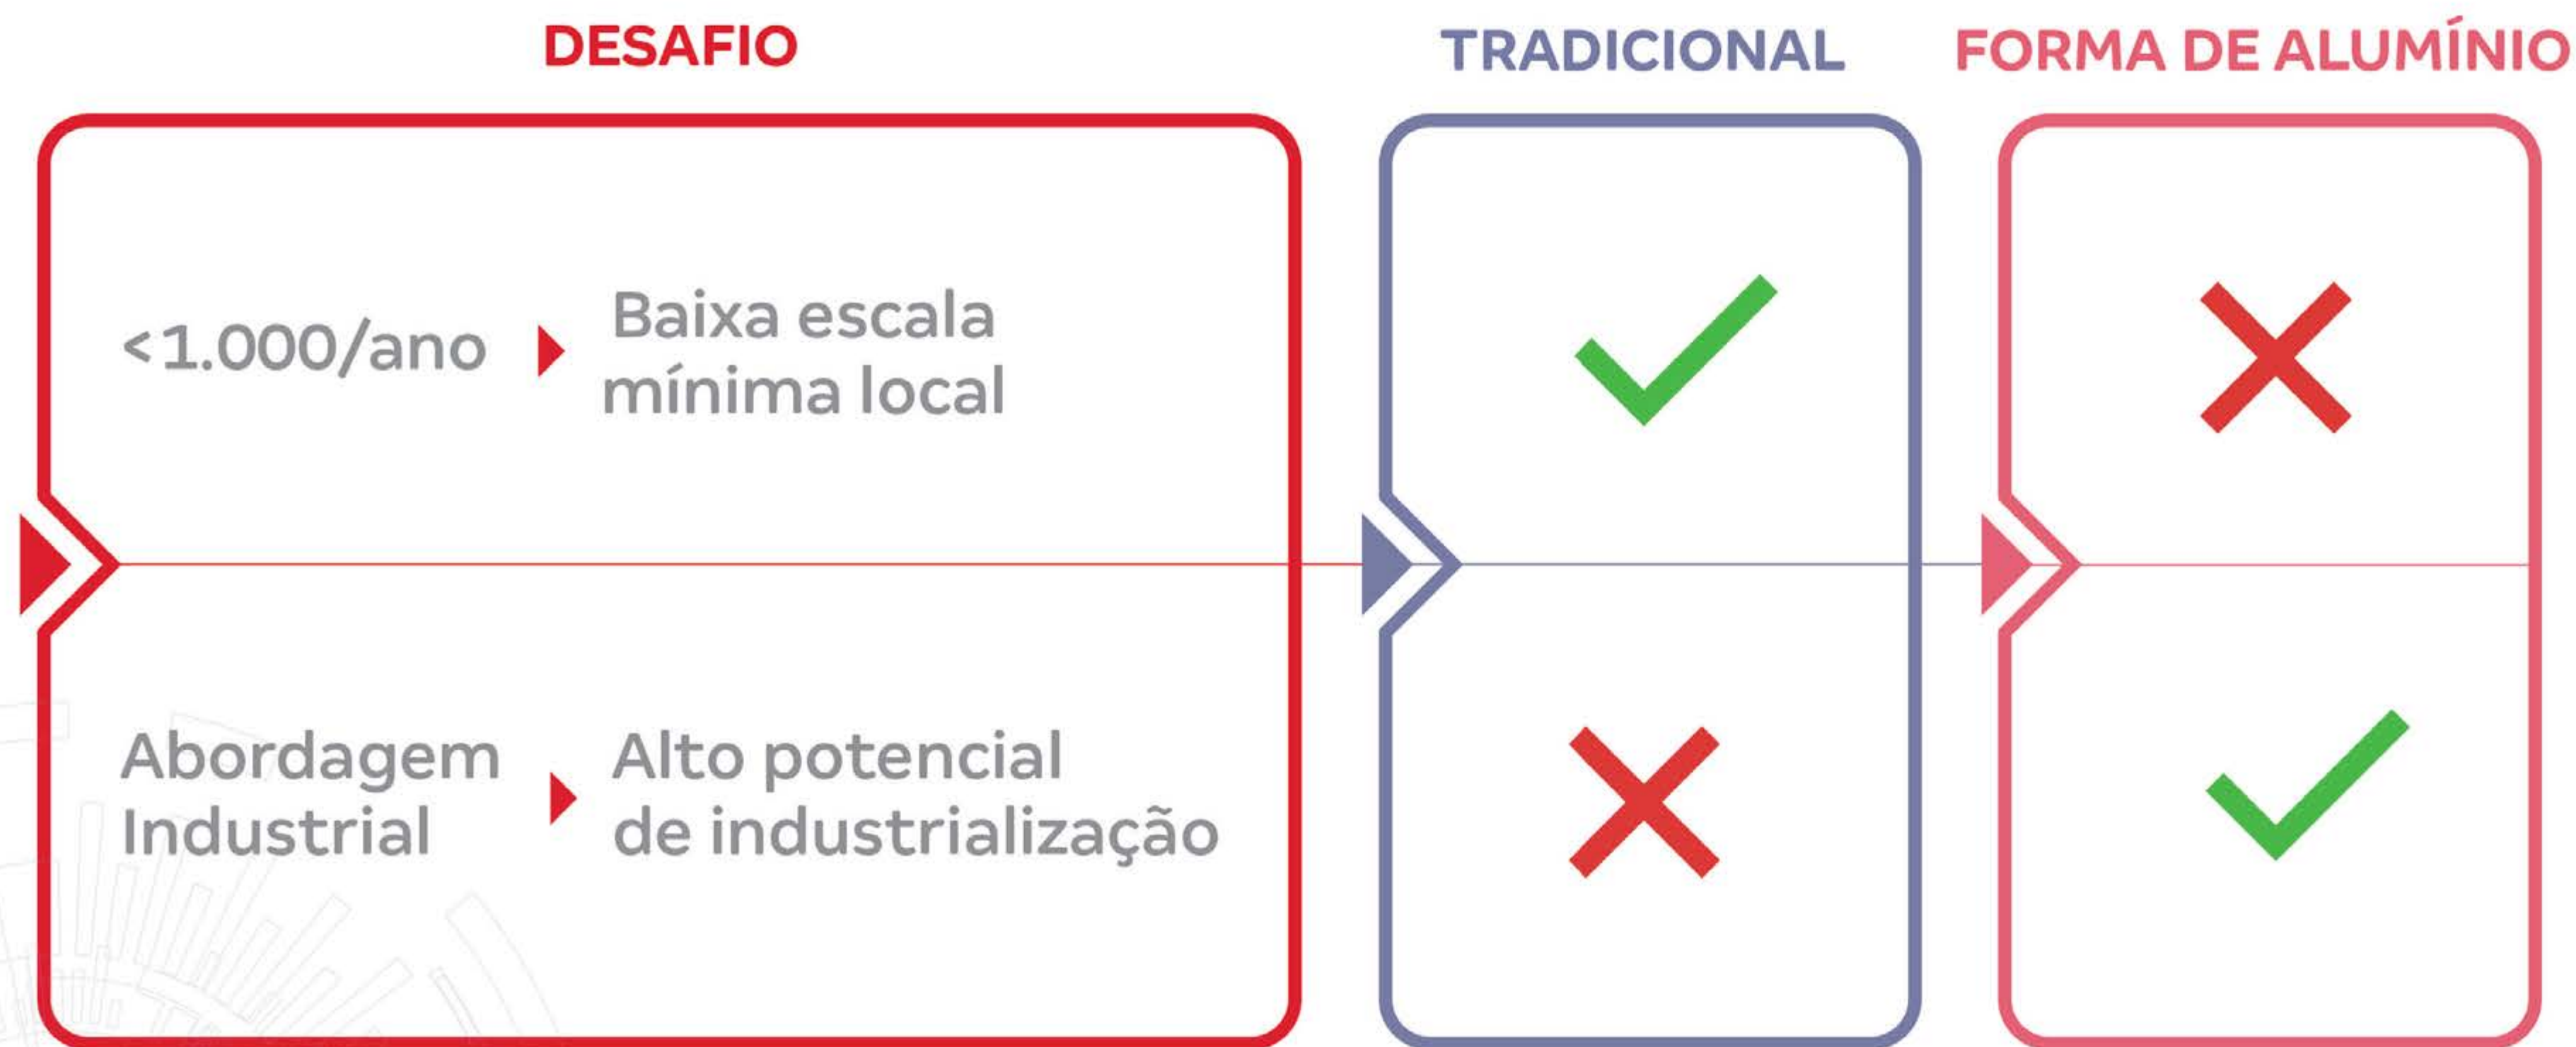 DESAFIO
TRADICIONAL
FORMA DE ALUMÍNIO
<1.000/ano
Baixa escala
mínima local
Abordagem
Industrial
Alto potencial
de industrialização